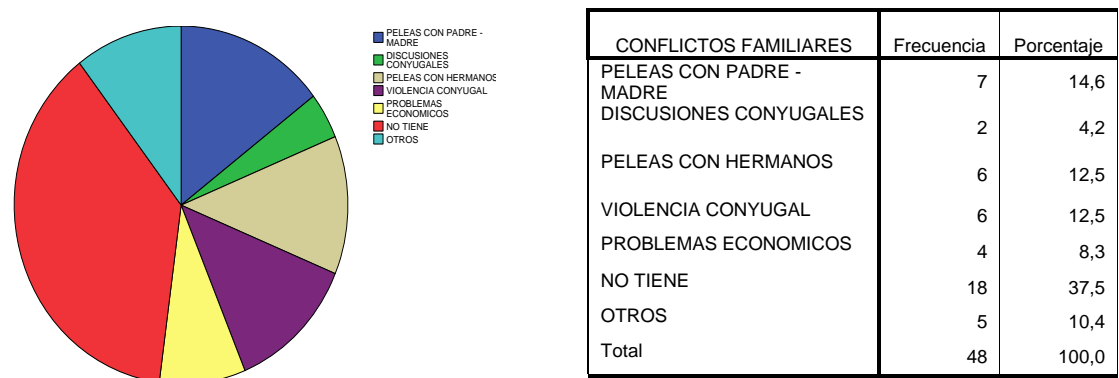 PELEAS CON PADRE -
MADRE
DISCUSIONES
CONYUGALES
PELEAS CON HERMANOS
VIOLENCIA CONYUGAL
PROBLEMAS
ECONOMICOS
NO TIENE
OTROS
CONFLICTOS FAMILIARES Frecuencia Porcentaje
PELEAS CON PADRE -
MADRE 7 14,6
DISCUSIONES CONYUGALES 2 4,2
PELEAS CON HERMANOS 6 12,5
VIOLENCIA CONYUGAL 6 12,5
PROBLEMAS ECONOMICOS 4 8,3
NO TIENE 18 37,5
OTROS 5 10,4
Total 48 100,0